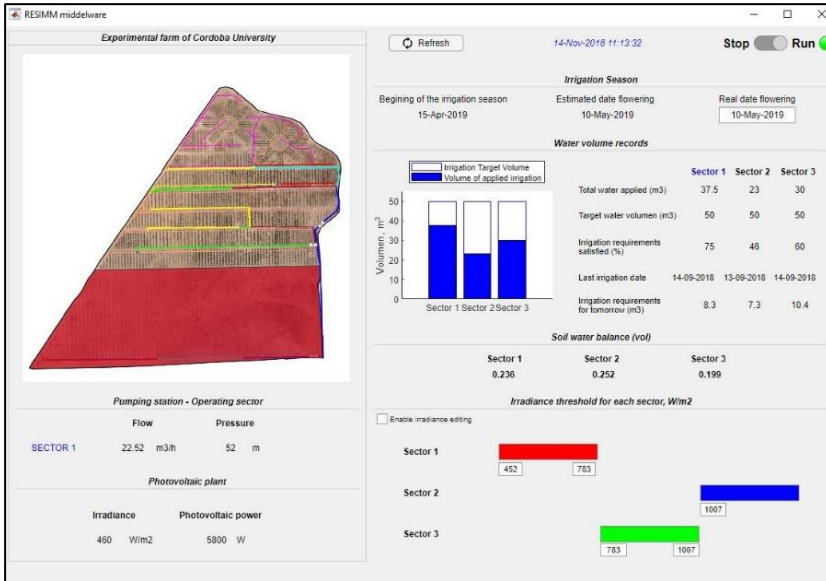 RESIMM middelware
Experimental farm of Cordoba University
Refresh
14-Nov-2018 11:13:32
Stop Run
Irrigation Season
Begining of the irrigation season Estimated date flowering Real date flowering
15-Apr-2019 10-May-2019 10-May-2019
Water volume records
Irrigation Target Volume
Volume of applied irrigation
Volumen, m3
50
40
30
20
10
0
Sector 1 Sector 2 Sector 3
Sector 1 Sector 2 Sector 3
Total water applied (m3) 37.5 23 30
Target water volumen (m3) 50 50 50
Irrigation requirements
satisfied (%) 75 46 60
Last irrigation date 14-09-2018 13-09-2018 14-09-2018
Irrigation requirements
for tomorrow (m3) 8.3 7.3 10.4
Soil water balance (vol)
Sector 1 Sector 2 Sector 3
0.236 0.252 0.199
Pumping station - Operating sector
Flow Pressure
SECTOR 1 22.52 m3/h 52 m
Photovoltaic plant
Irradiance Photovoltaic power
460 W/m2 5800 W
Irradiance threshold for each sector, W/m2
Enable irradiance editing
Sector 1
452 783
Sector 2
1007
Sector 3
783 1007